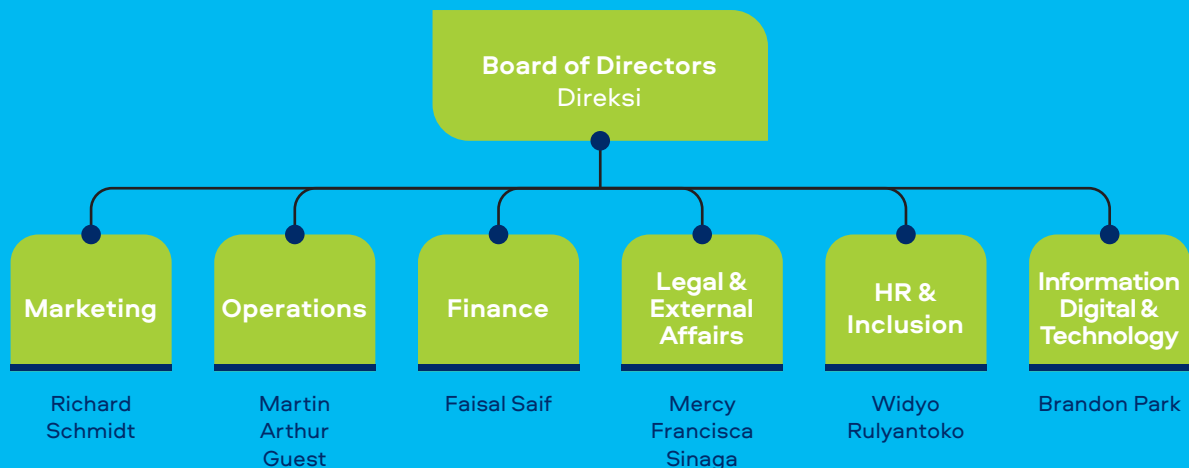 Board of Directors
Direksi
Marketing
Operations
Finance
Legal &
External
Affairs
HR &
Inclusion
Information
Digital &
Technology
Richard
Schmidt
Martin
Arthur
Guest
Faisal Saif
Mercy
Francisca
Sinaga
Widyo
Rulyantoko
Brandon Park